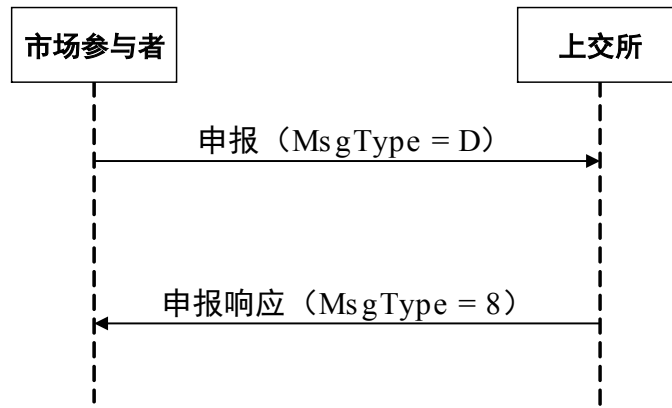 市场参与者
上交所
申报（MsgType = D）
申报响应（MsgType = 8）